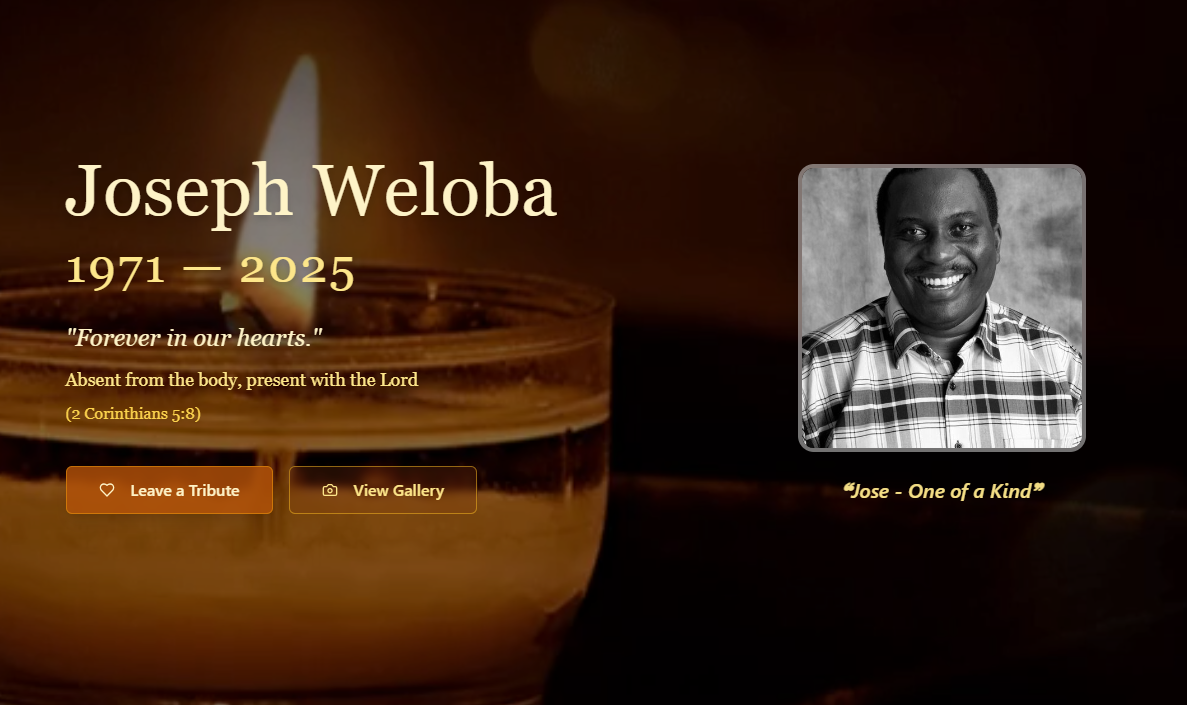 Joseph Weloba
1971 — 2025
"Forever in our hearts."
Absent from the body, present with the Lord
(2 Corinthians 5:8)
Leave a Tribute
View Gallery
❝Jose - One of a Kind❞